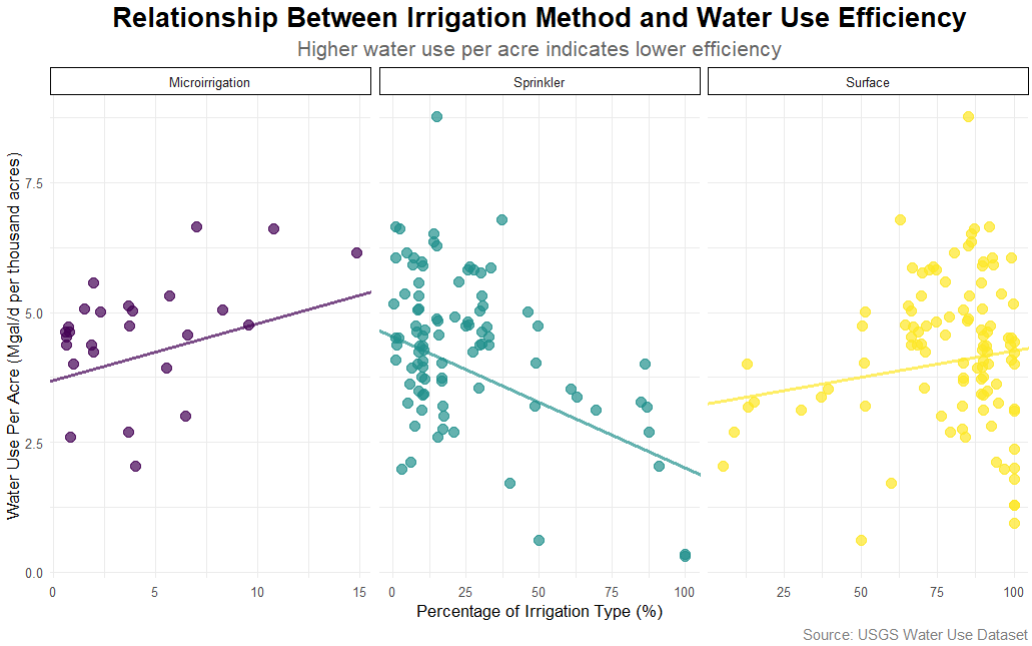 Relationship Between Irrigation Method and Water Use Efficiency
Higher water use per acre indicates lower efficiency
Microirrigation
Sprinkler
Surface
Water Use Per Acre (Mgal/d per thousand acres)
7.5
5.0
2.5
0.0
0 5 10 15
0 25 50 75 100
25 50 75 100
Percentage of Irrigation Type (%)
Source: USGS Water Use Dataset